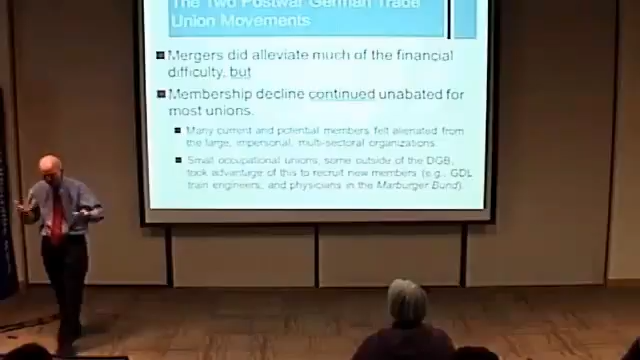 The Two Postwar German Trade
Union Movements
Mergers did alleviate much of the financial
difficulty, but
Membership decline continued unabated for
most unions.
Many current and potential members felt alienated from
the large, impersonal, multi-sectoral organizations.
Small occupational unions, some outside of the DGB,
took advantage of this to recruit new members (e.g., GDL
train engineers, and physicians in the Marburger Bund).